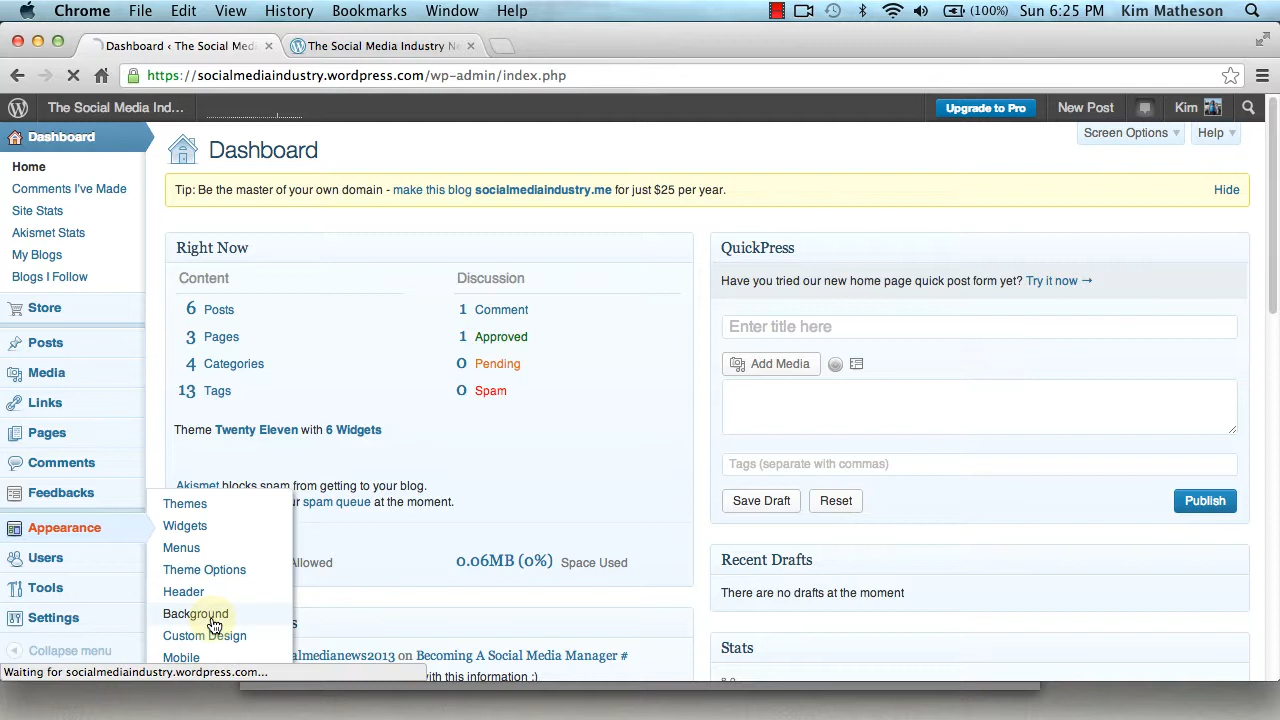 Chrome File Edit View History Bookmarks Window Help (100%) Sun 6:25 PM Kim Matheson
Dashboard ‹ The Social Med The Social Media Industry Ne
https://socialmediaindustry.wordpress.com/wp-admin/index.php
The Social Media Ind... Upgrade to Pro New Post Kim
Dashboard
Home
Comments I've Made
Site Stats
Akismet Stats
My Blogs
Blogs I Follow
Store
Posts
Media
Links
Pages
Comments
Feedbacks
Appearance
Users
Tools
Settings
Collapse menu
Themes
Widgets
Menus
Theme Options
Header
Background
Custom Design
Mobile
Screen Options Help
Dashboard
Tip: Be the master of your own domain - make this blog socialmediaindustry.me for just $25 per year. Hide
Right Now
Content Discussion
6 Posts 1 Comment
3 Pages 1 Approved
4 Categories 0 Pending
13 Tags 0 Spam
Theme Twenty Eleven with 6 Widgets
Akismet blocks spam from getting to your blog.
spam queue at the moment.
Allowed 0.06MB (0%) Space Used
on Becoming A Social Media Manager #
with this information :)
QuickPress
Have you tried our new home page quick post form yet? Try it now →
Enter title here
Add Media
Tags (separate with commas)
Save Draft Reset Publish
Recent Drafts
There are no drafts at the moment
Stats
Waiting for socialmediaindustry.wordpress.com...